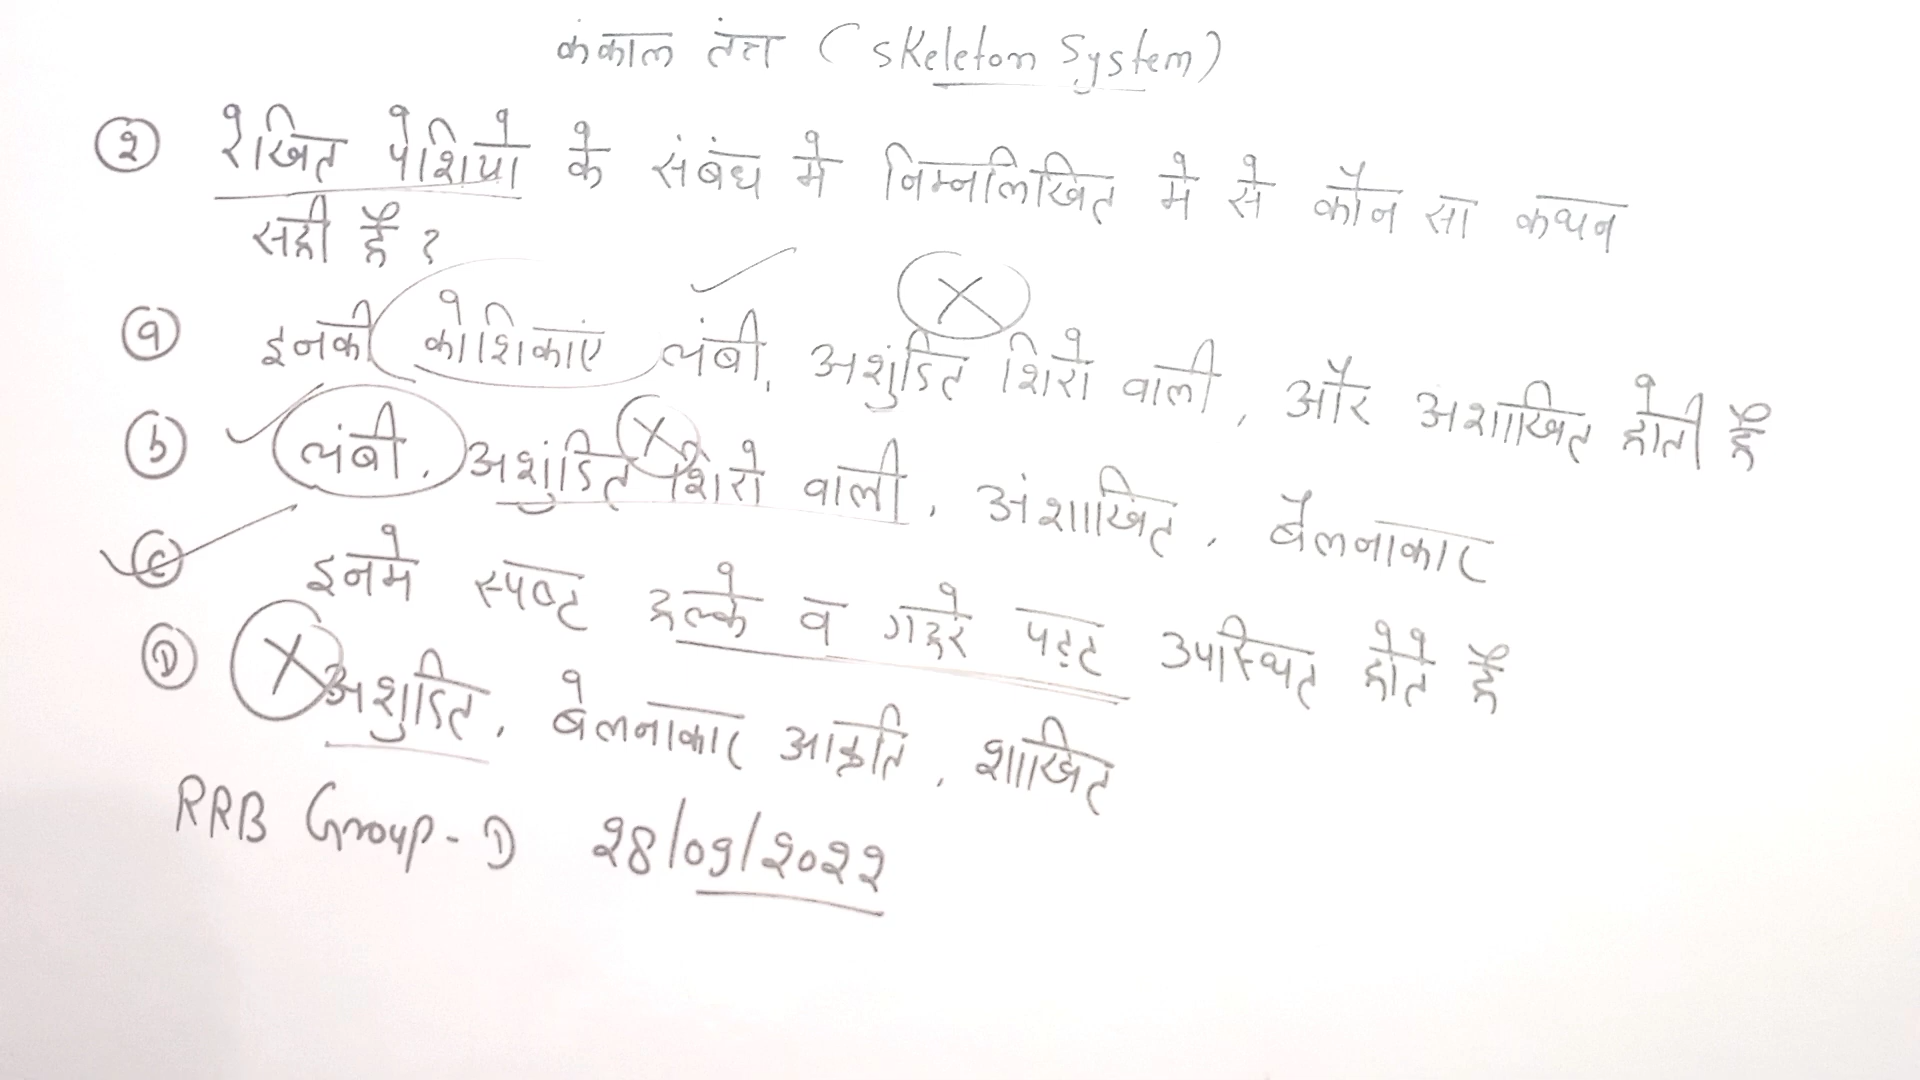 कंकाल तंत्र (Skeleton System)
② रेखित पेशियो के संबंध मे निम्नलिखित मे से कौन सा कथन
सही है ?
ⓐ इनकी कोशिकाएं लंबी, अशुंडित शिरो वाली, और अशाखित होती है
ⓑ लंबी, अशुंडित शिरो वाली, अंशाखित, बैलनाकार
ⓒ इनमे स्पष्ट हल्के व गहरे पट्ट उपस्थित होते है
Ⓓ अशुंडित, बेलनाकार आकृति, शाखित
RRB Group-D 28/09/2022